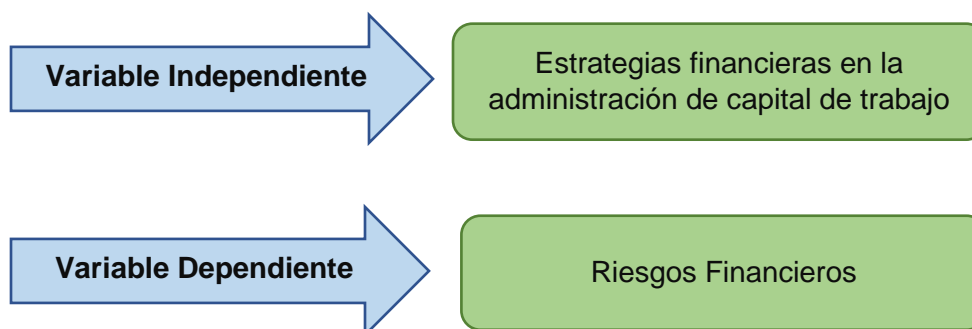 Variable Independiente
Estrategias financieras en la
administración de capital de trabajo
Variable Dependiente
Riesgos Financieros